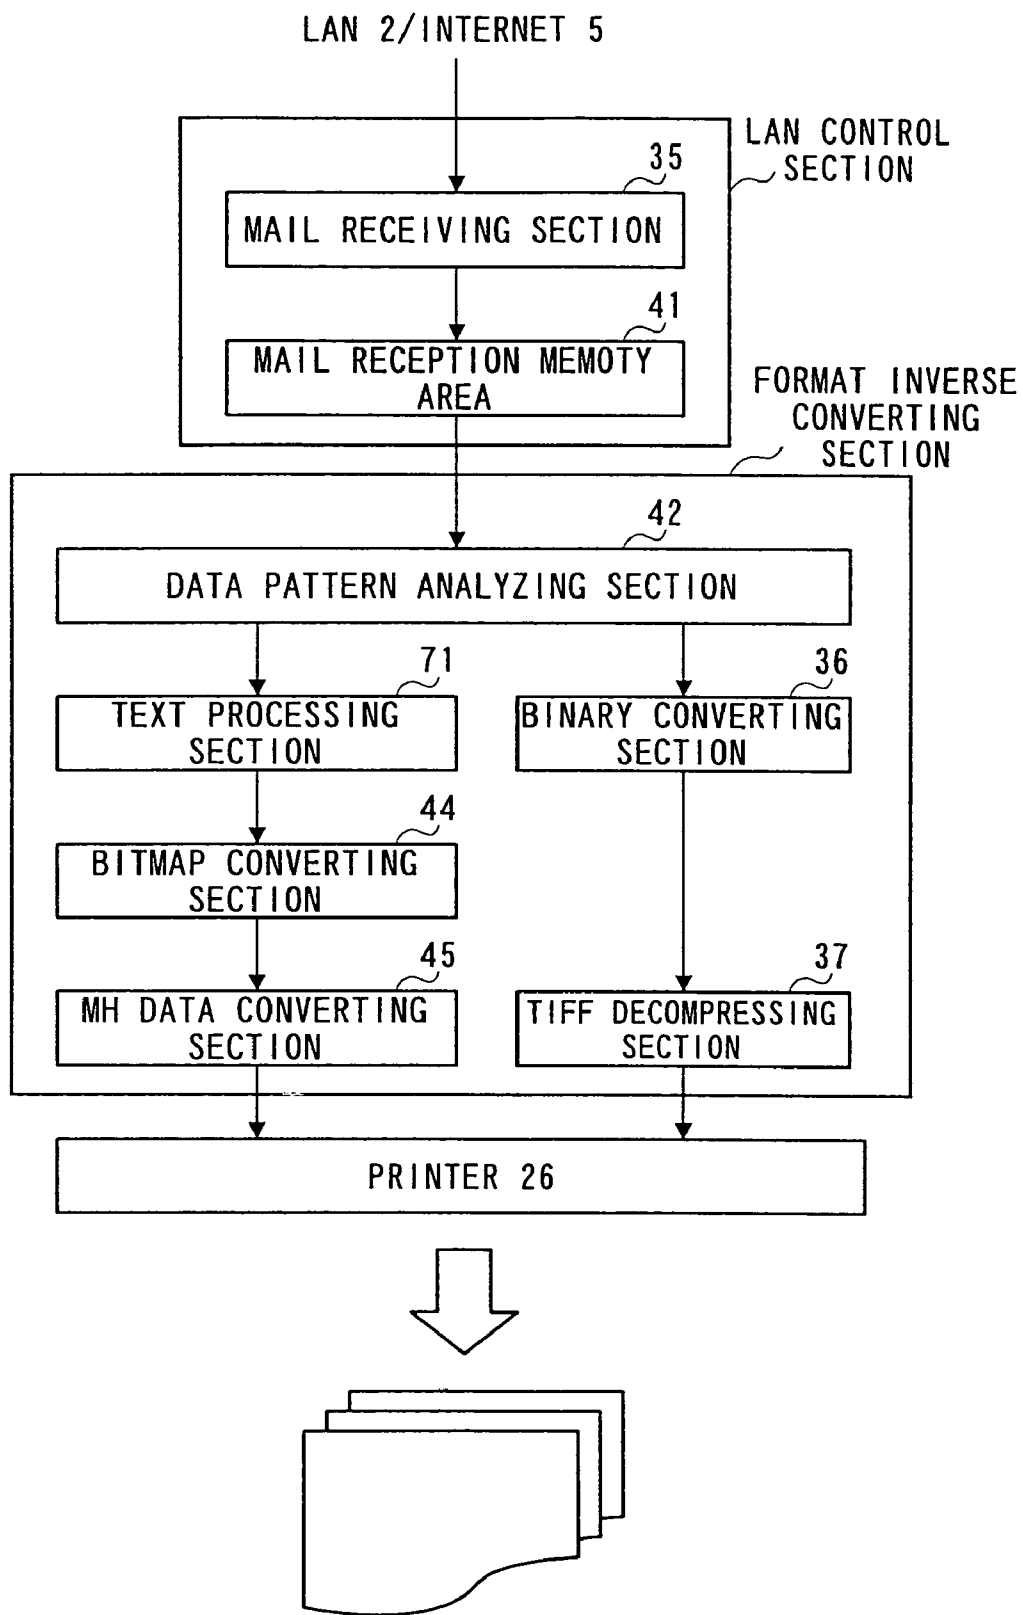 LAN 2/INTERNET 5
LAN CONTROL
SECTION
35
MAIL RECEIVING SECTION
41
MAIL RECEPTION MEMOTY
AREA
FORMAT INVERSE
CONVERTING
SECTION
42
DATA PATTERN ANALYZING SECTION
71
TEXT PROCESSING
SECTION
36
BINARY CONVERTING
SECTION
44
BITMAP CONVERTING
SECTION
45
MH DATA CONVERTING
SECTION
37
TIFF DECOMPRESSING
SECTION
PRINTER 26